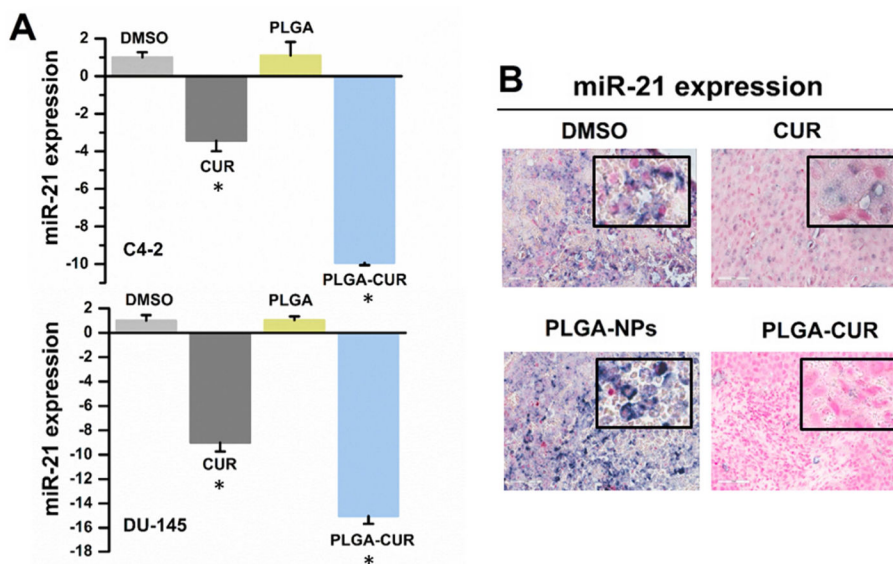 A
miR-21 expression
2
0
-2
-4
-6
-8
-10
DMSO
CUR
*
PLGA
PLGA-CUR
*
C4-2
miR-21 expression
2
0
-2
-4
-6
-8
-10
-12
-14
-16
-18
DMSO
CUR
*
PLGA
PLGA-CUR
*
DU-145
B
miR-21 expression
DMSO
CUR
PLGA-NPs
PLGA-CUR